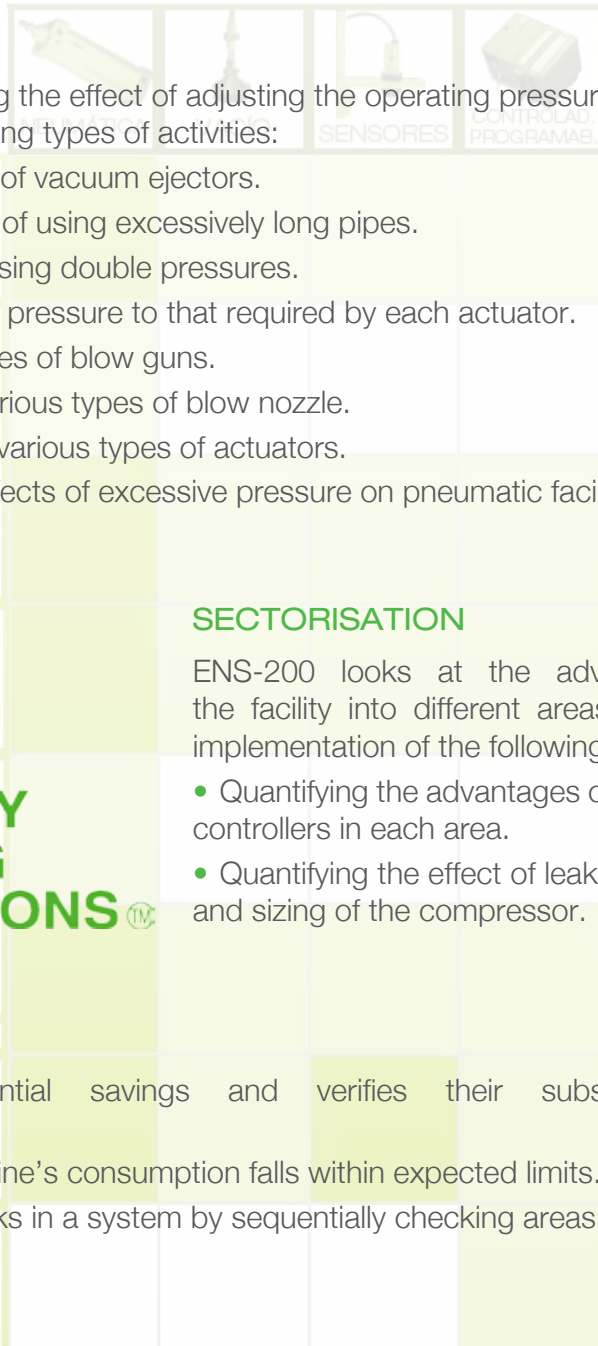 NEUMÁTICA
VACÍO
SENSORES
CONTROLAD.
PROGRAMAB.
g the effect of adjusting the operating pressur
ng types of activities:
of vacuum ejectors.
of using excessively long pipes.
sing double pressures.
pressure to that required by each actuator.
es of blow guns.
rious types of blow nozzle.
various types of actuators.
ects of excessive pressure on pneumatic faci
SECTORISATION
ENS-200 looks at the adv
the facility into different areas
implementation of the following
• Quantifying the advantages o
controllers in each area.
• Quantifying the effect of leak
and sizing of the compressor.
Y
G
ONS TM
ntial savings and verifies their subs
ine’s consumption falls within expected limits.
ks in a system by sequentially checking areas